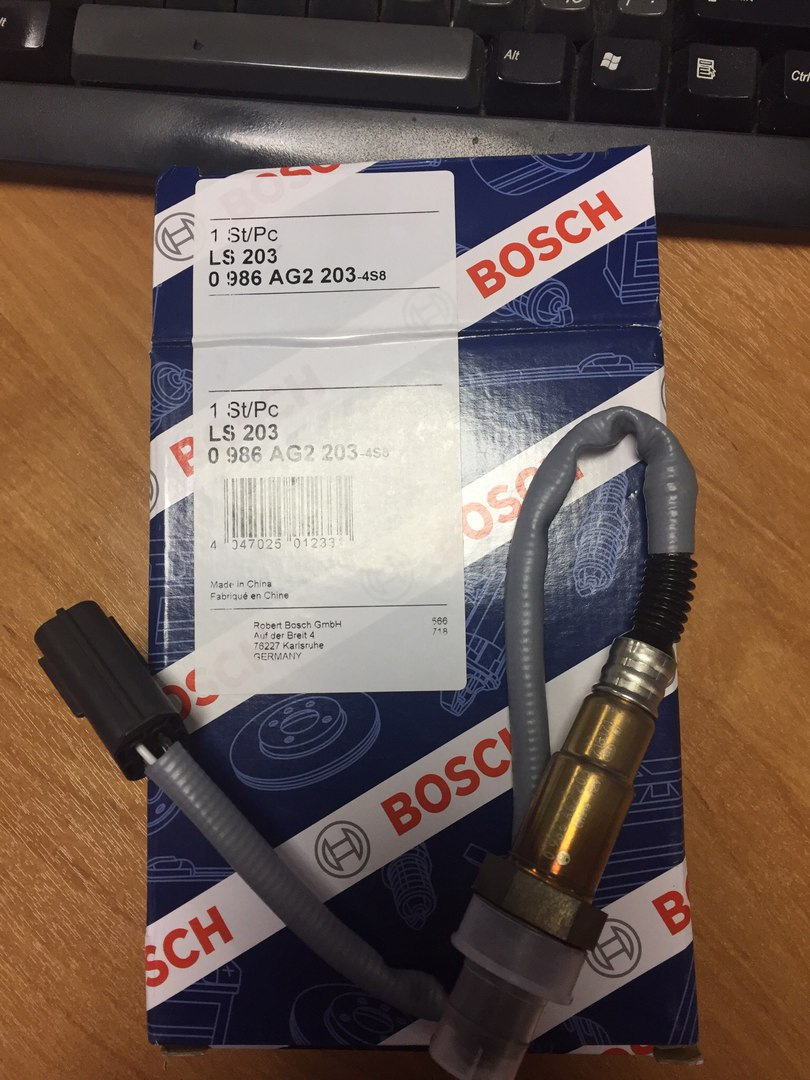 Alt
Ctrl
BOSCH
1 St/Pc
LS 203
0 986 AG2 203-4S8
BOSCH
1 St/Pc
LS 203
0 986 AG2 203-4S8
4 047025 01233
Made in China
Fabriqué en Chine
Robert Bosch GmbH 566
Auf der Breit 4 718
76227 Karlsruhe
GERMANY
BOSCH
SCH
B